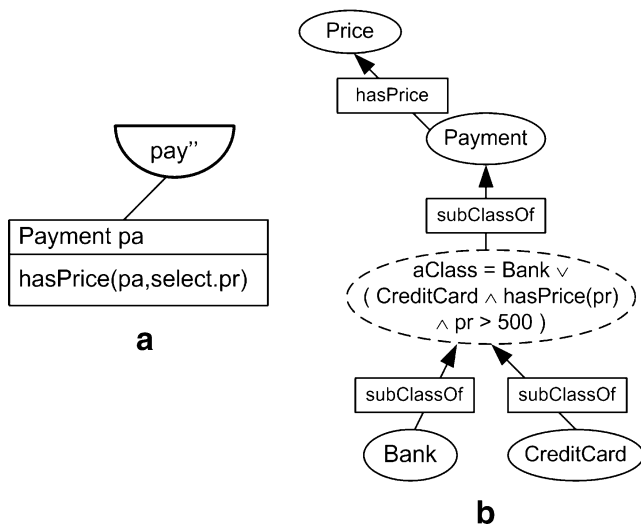 pay’’
Payment pa
hasPrice(pa,select.pr)
a
Price
hasPrice
Payment
subClassOf
aClass = Bank ∨
( CreditCard ∧ hasPrice(pr)
∧ pr > 500 )
subClassOf
subClassOf
Bank
CreditCard
b